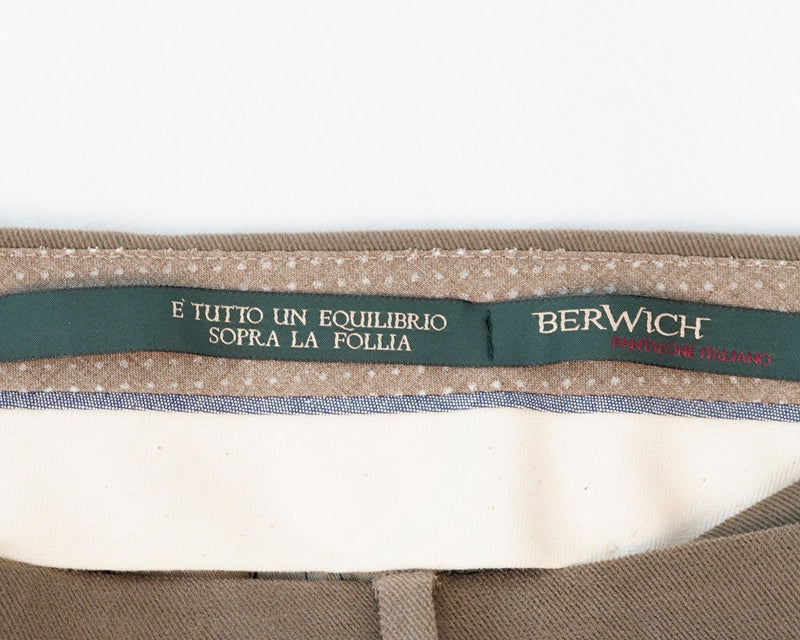 E' TUTTO UN EQUILIBRIO
SOPRA LA FOLLIA
BERWICH
PANTALONE ITALIANO